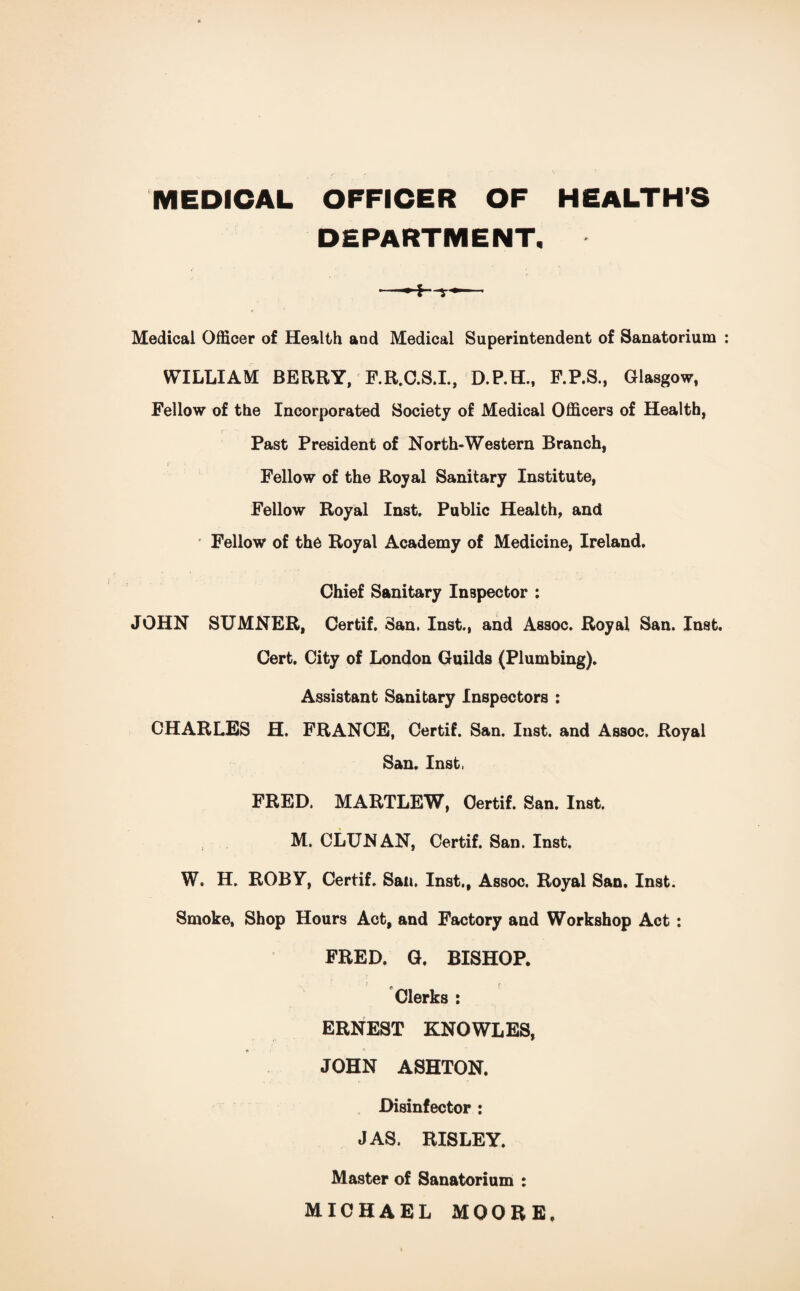 MEDICAL OFFICER OF HEALTH'S
DEPARTMENT.
Medical Officer of Health and Medical Superintendent of Sanatorium :
WILLIAM BERRY, F.R.C.S.I., D.P.H., F.P.S., Glasgow,
Fellow of the Incorporated Society of Medical Officers of Health,
Past President of North-Western Branch,
Fellow of the Royal Sanitary Institute,
Fellow Royal Inst. Public Health, and
Fellow of the Royal Academy of Medicine, Ireland.
Chief Sanitary Inspector :
JOHN SUMNER, Certif. San. Inst., and Assoc. Royal San. Inst.
Cert. City of London Guilds (Plumbing).
Assistant Sanitary Inspectors :
CHARLES H. FRANCE, Certif. San. Inst. and Assoc. Royal
San. Inst.
FRED. MARTLEW, Certif. San. Inst.
M. CLUNAN, Certif. San. Inst.
W. H. ROBY, Certif. San. Inst., Assoc. Royal San. Inst.
Smoke, Shop Hours Act, and Factory and Workshop Act :
FRED. G. BISHOP.
Clerks :
ERNEST KNOWLES,
JOHN ASHTON.
Disinfector :
JAS. RISLEY.
Master of Sanatorium :
MICHAEL MOORE.